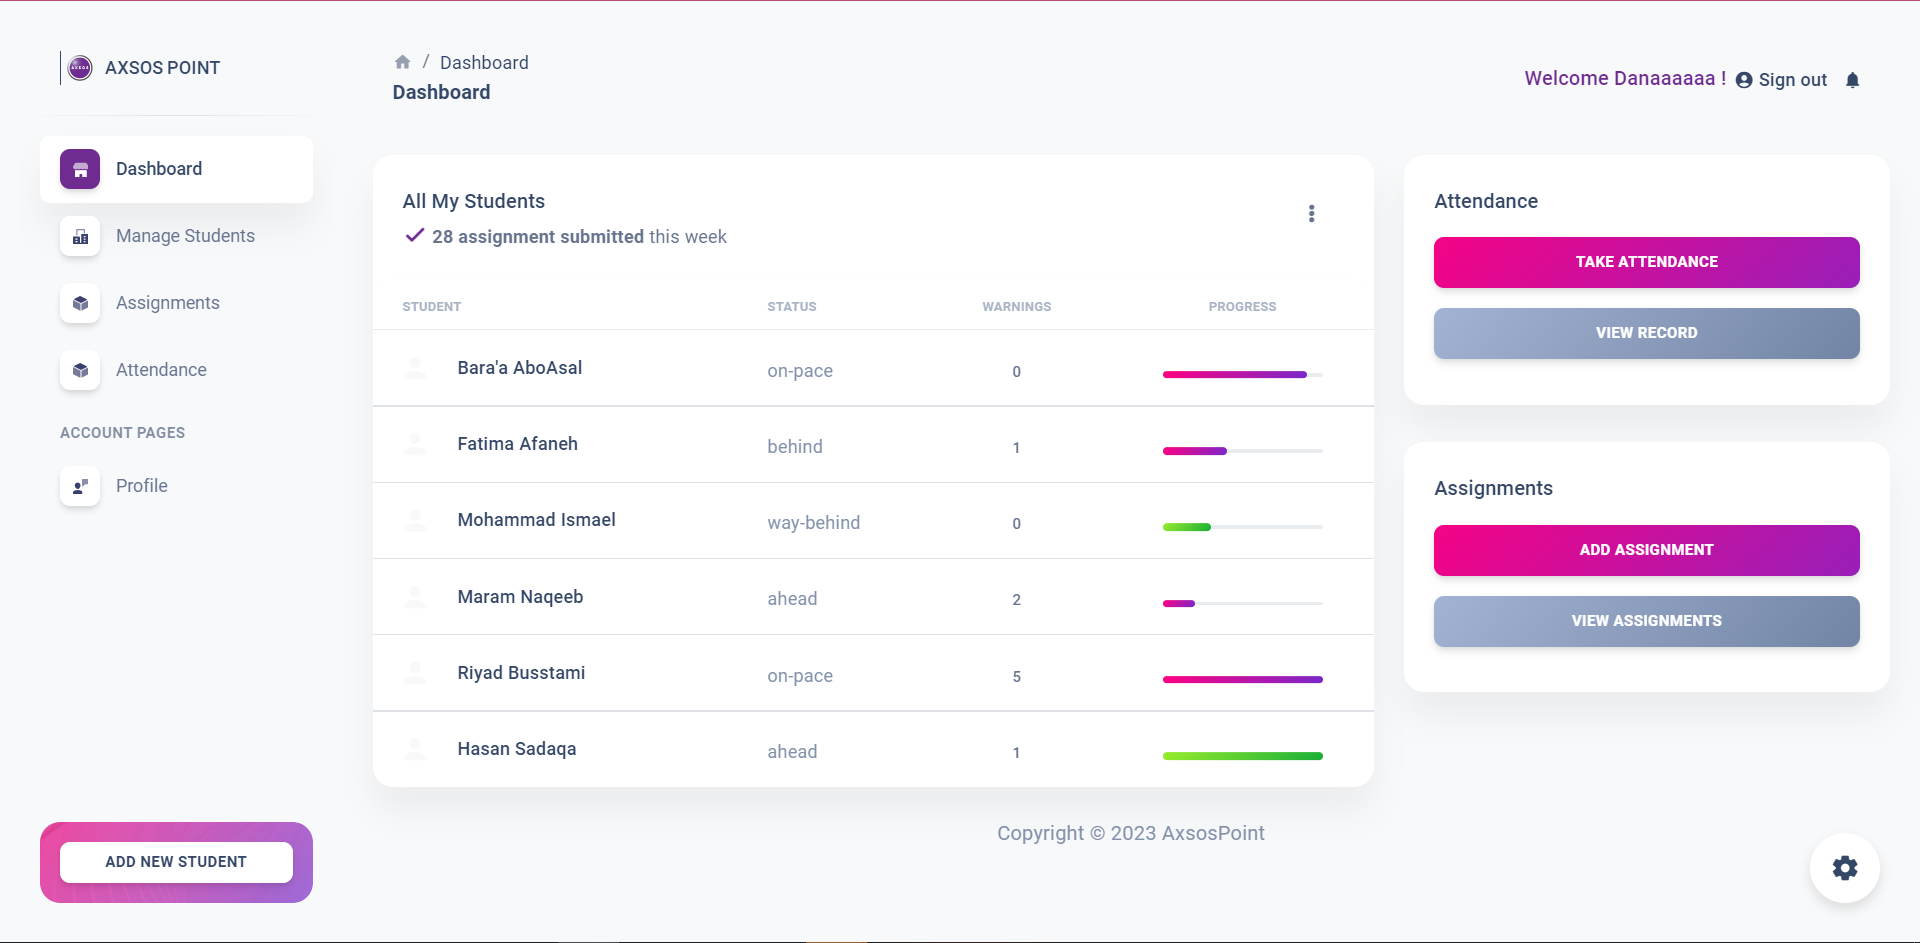 AXSOS POINT
Dashboard
Manage Students
Assignments
Attendance
ACCOUNT PAGES
Profile
ADD NEW STUDENT
/ Dashboard
Dashboard
Welcome Danaaaaaa !
Sign out
All My Students
28 assignment submitted this week
STUDENT STATUS WARNINGS PROGRESS
Bara'a AboAsal on-pace 0
Fatima Afaneh behind 1
Mohammad Ismael way-behind 0
Maram Naqeeb ahead 2
Riyad Busstami on-pace 5
Hasan Sadaqa ahead 1
Attendance
TAKE ATTENDANCE
VIEW RECORD
Assignments
ADD ASSIGNMENT
VIEW ASSIGNMENTS
Copyright © 2023 AxsosPoint